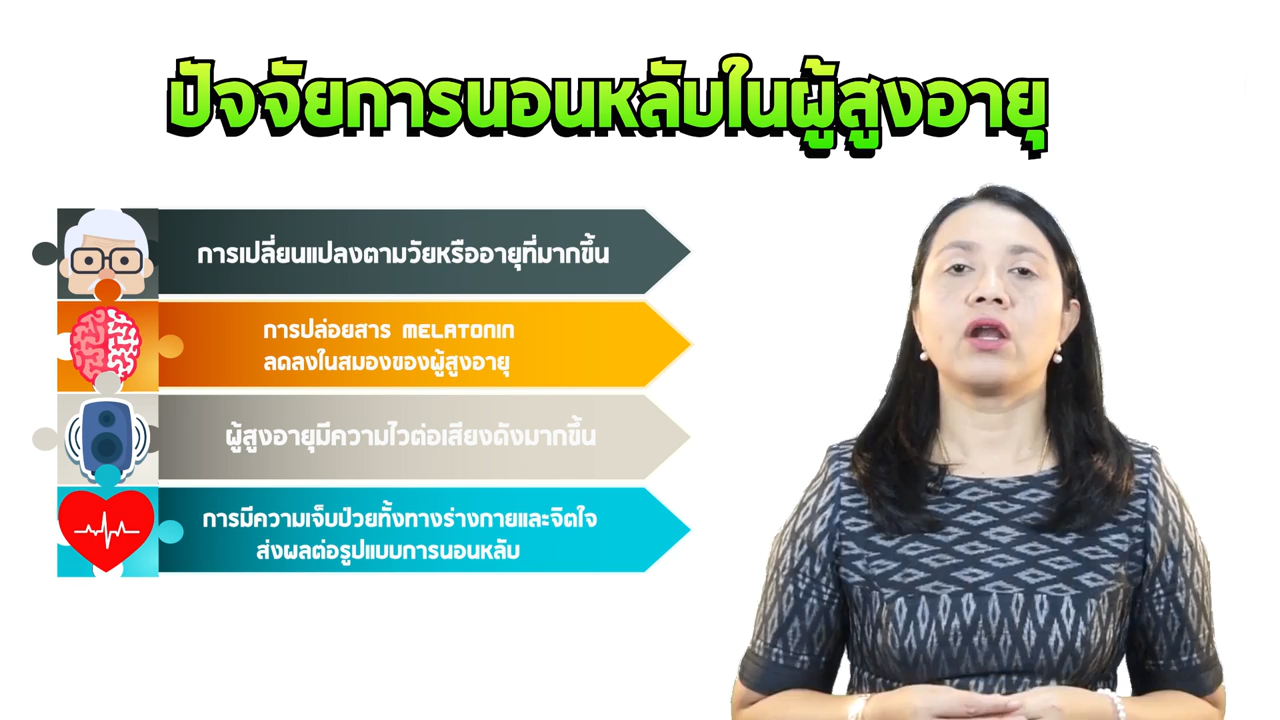 ปัจจัยการนอนหลับในผู้สูงอายุ
การเปลี่ยนแปลงตามวัยหรืออายุที่มากขึ้น
การปล่อยสาร MELATONIN
ลดลงในสมองของผู้สูงอายุ
ผู้สูงอายุมีความไวต่อเสียงดังมากขึ้น
การมีความเจ็บป่วยทั้งทางร่างกายและจิตใจ
ส่งผลต่อรูปแบบการนอนหลับ